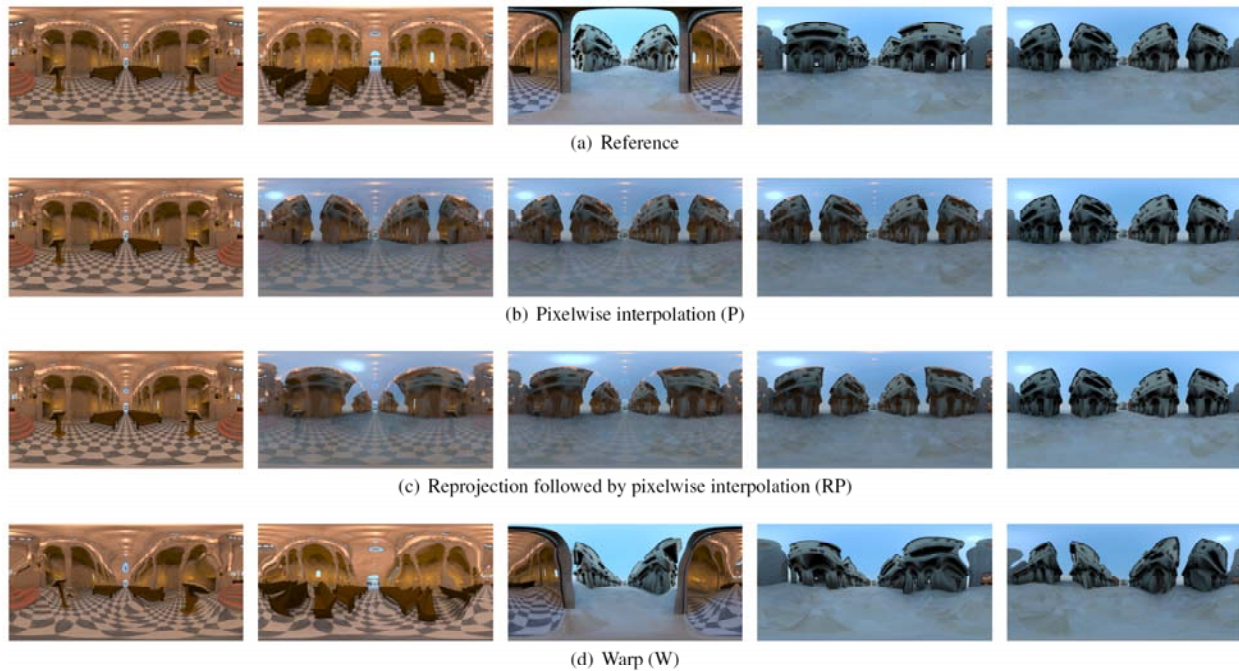 (a) Reference
(b) Pixelwise interpolation (P)
(c) Reprojection followed by pixelwise interpolation (RP)
(d) Warp (W)